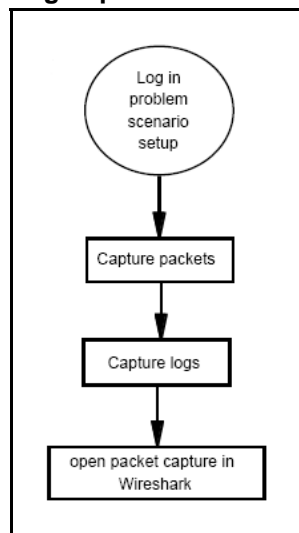 Log in
problem
scenario
setup
Capture packets
Capture logs
open packet capture in
Wireshark